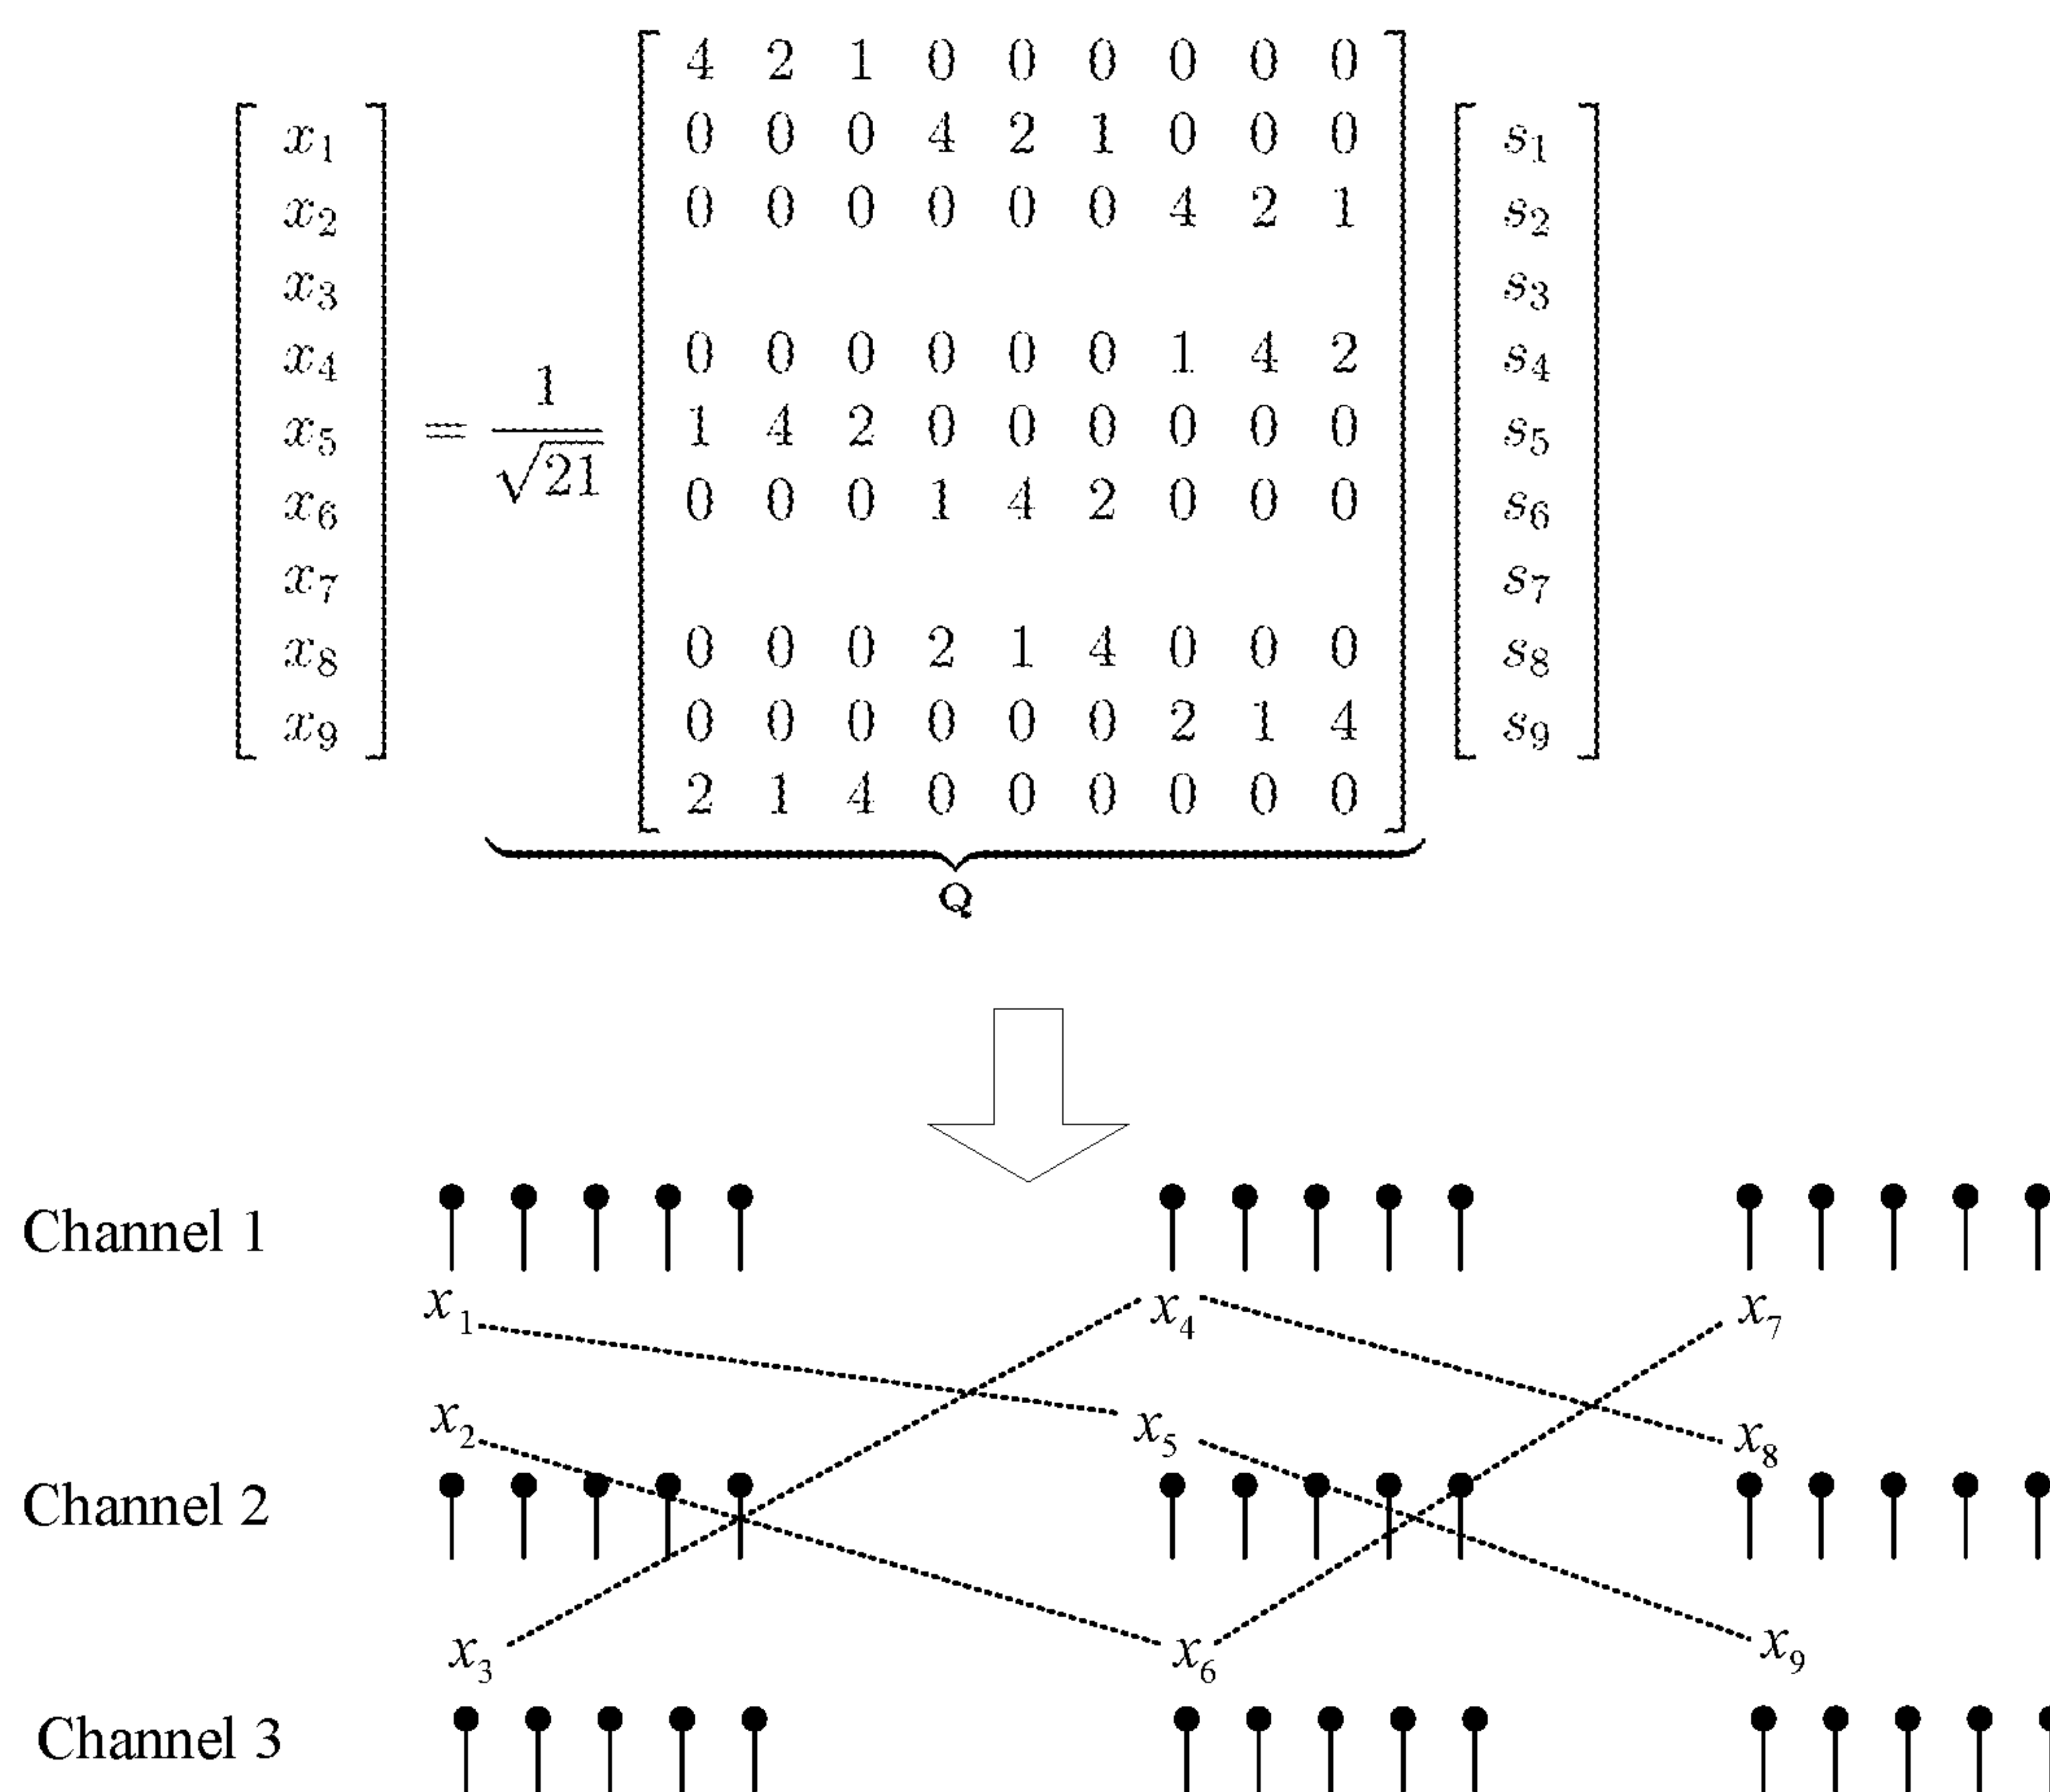 x1
x2
x3
x4
x5
x6
x7
x8
x9
= 1/√21
4 2 1 0 0 0 0 0 0
0 0 0 4 2 1 0 0 0
0 0 0 0 0 0 4 2 1
0 0 0 0 0 0 1 4 2
1 4 2 0 0 0 0 0 0
0 0 0 1 4 2 0 0 0
0 0 0 2 1 4 0 0 0
0 0 0 0 0 0 2 1 4
2 1 4 0 0 0 0 0 0
s1
s2
s3
s4
s5
s6
s7
s8
s9
Q
Channel 1
x1 x4 x7
x2 x5 x8
Channel 2
x3 x6 x9
Channel 3